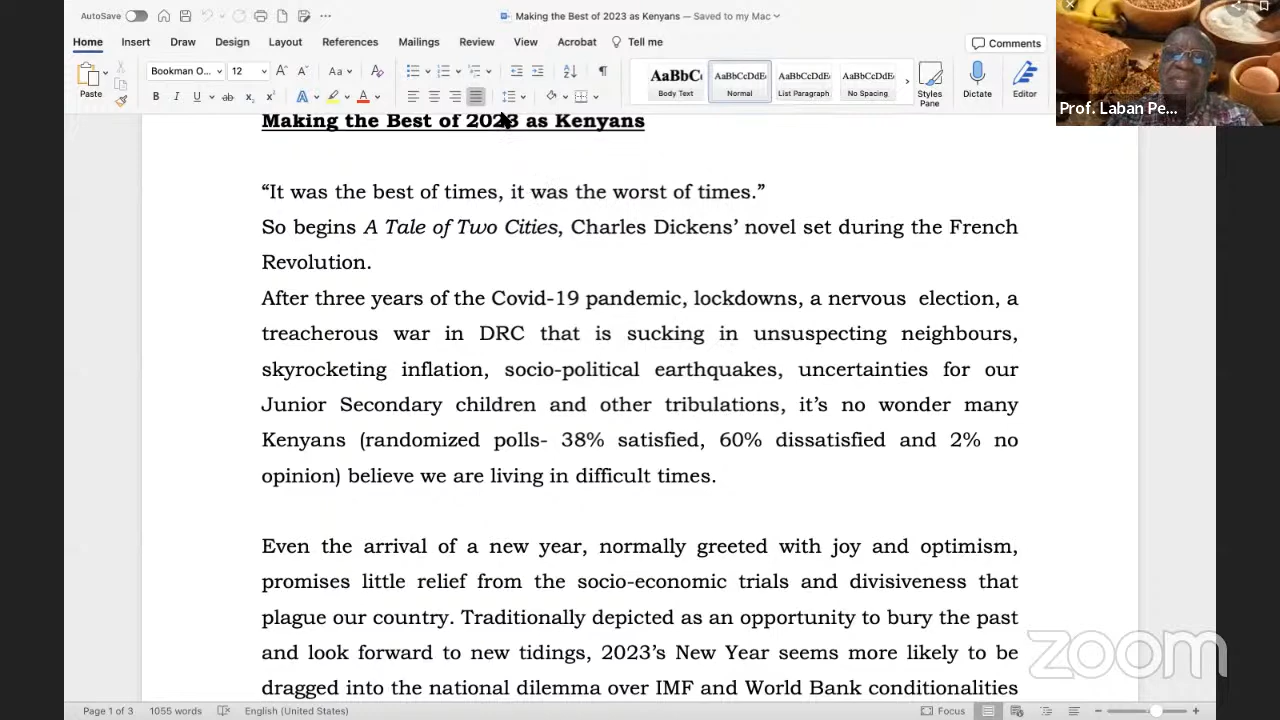 AutoSave
Making the Best of 2023 as Kenyans — Saved to my Mac
Home Insert Draw Design Layout References Mailings Review View Acrobat Tell me
Comments
Paste
Bookman O... 12
AaBbC AaBbCcDdE AaBbCcDdE AaBbCcDdE
Body Text Normal List Paragraph No Spacing
Styles Pane
Dictate
Editor
Prof. Laban Pe...
Making the Best of 2023 as Kenyans
“It was the best of times, it was the worst of times.”
So begins A Tale of Two Cities, Charles Dickens’ novel set during the French
Revolution.
After three years of the Covid-19 pandemic, lockdowns, a nervous election, a
treacherous war in DRC that is sucking in unsuspecting neighbours,
skyrocketing inflation, socio-political earthquakes, uncertainties for our
Junior Secondary children and other tribulations, it’s no wonder many
Kenyans (randomized polls- 38% satisfied, 60% dissatisfied and 2% no
opinion) believe we are living in difficult times.
Even the arrival of a new year, normally greeted with joy and optimism,
promises little relief from the socio-economic trials and divisiveness that
plague our country. Traditionally depicted as an opportunity to bury the past
and look forward to new tidings, 2023’s New Year seems more likely to be
dragged into the national dilemma over IMF and World Bank conditionalities
zoom
Page 1 of 3 1055 words English (United States) Focus